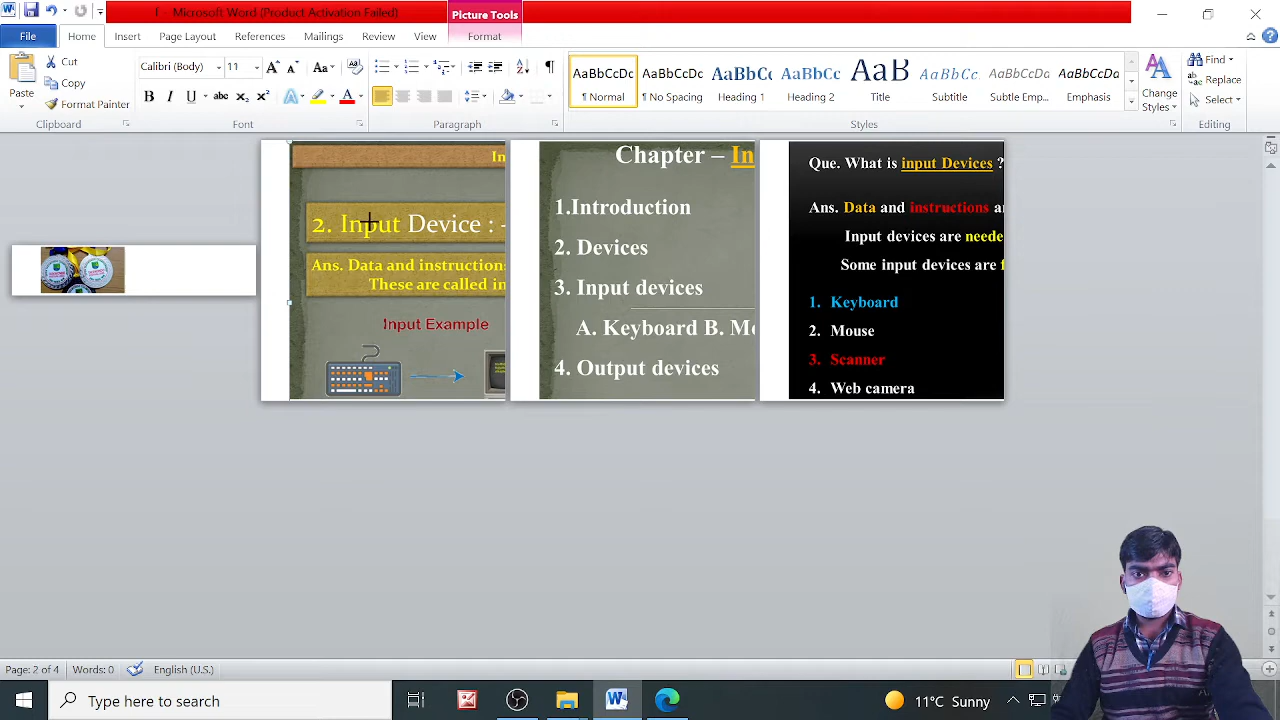 f - Microsoft Word (Product Activation Failed)
Picture Tools
File
Home
Insert
Page Layout
References
Mailings
Review
View
Format
Paste
Cut
Copy
Format Painter
Clipboard
Calibri (Body)
11
Font
Paragraph
AaBbCcDc
¶ Normal
AaBbCcDc
¶ No Spacing
AaBbCc
Heading 1
AaBbCc
Heading 2
AaB
Title
AaBbCc.
Subtitle
AaBbCcDc
Subtle Emp...
AaBbCcDc
Emphasis
Change
Styles
Styles
Find
Replace
Select
Editing
In
2. Input Device : -
Ans. Data and instructions
These are called in
Input Example
Chapter – In
1.Introduction
2. Devices
3. Input devices
A. Keyboard B. Mo
4. Output devices
Que. What is input Devices ?
Ans. Data and instructions a
Input devices are neede
Some input devices are f
1. Keyboard
2. Mouse
3. Scanner
4. Web camera
Page: 2 of 4
Words: 0
English (U.S.)
Type here to search
11°C Sunny